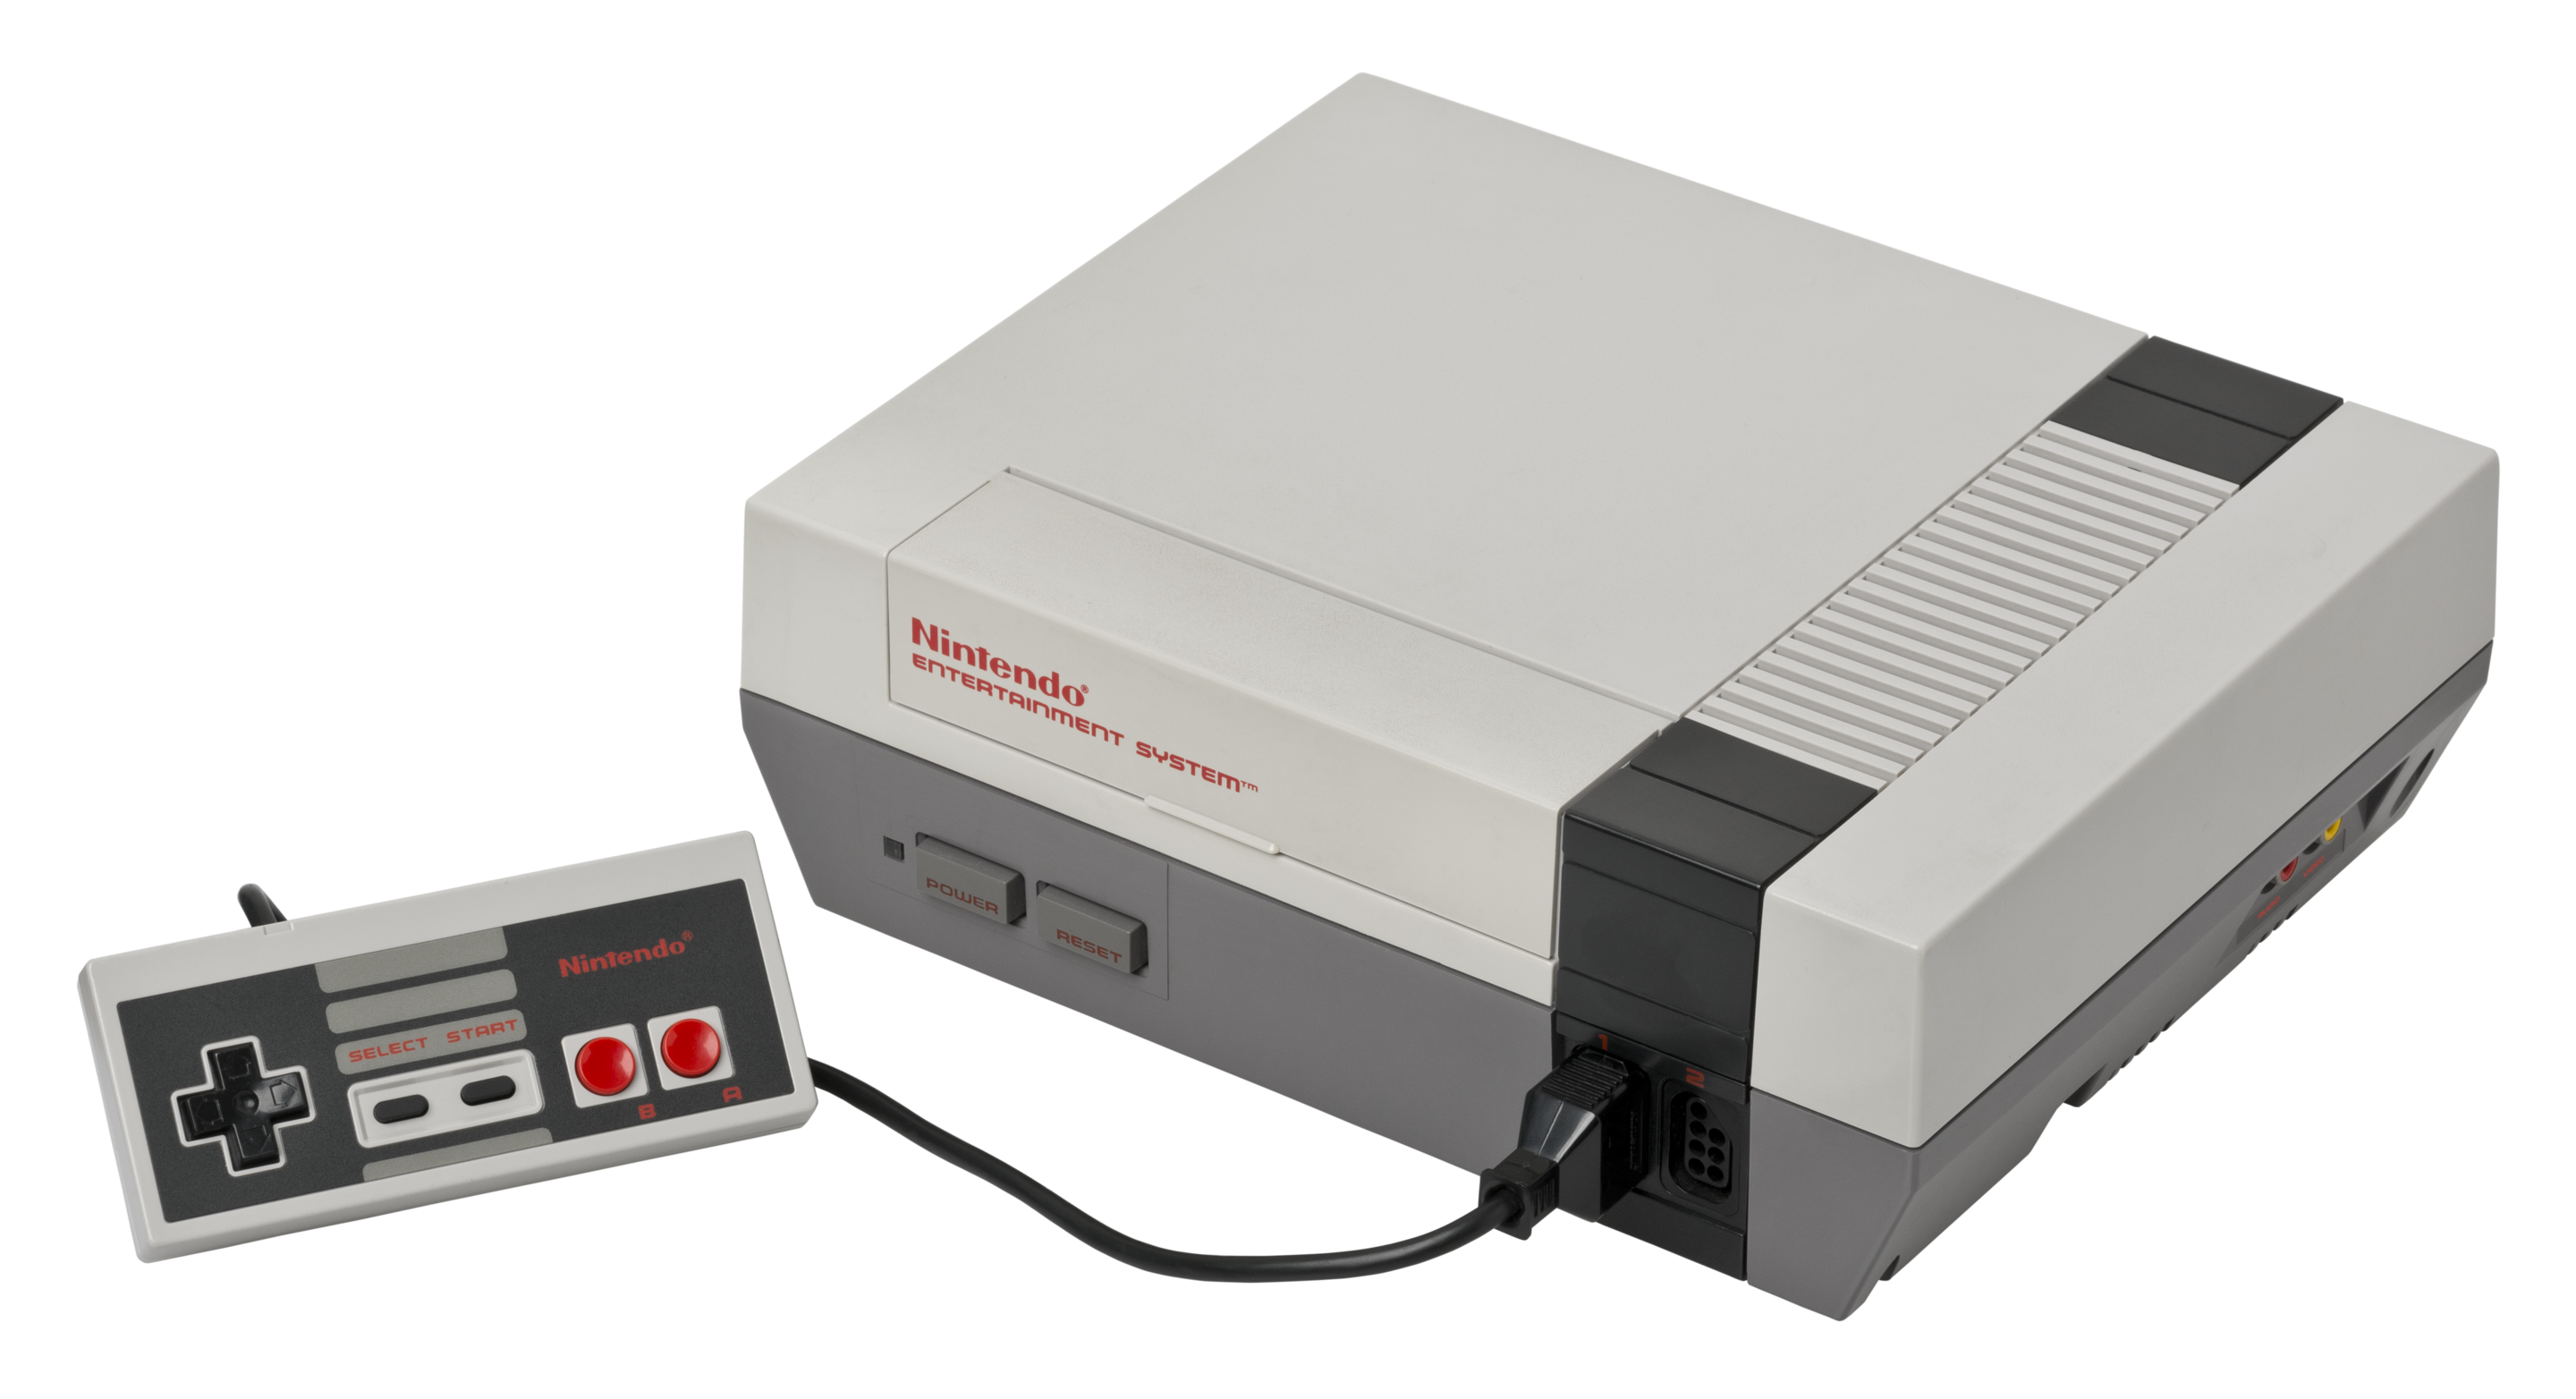 Nintendo®
ENTERTAINMENT SYSTEM™
POWER
RESET
1
2
Nintendo®
SELECT START
B A